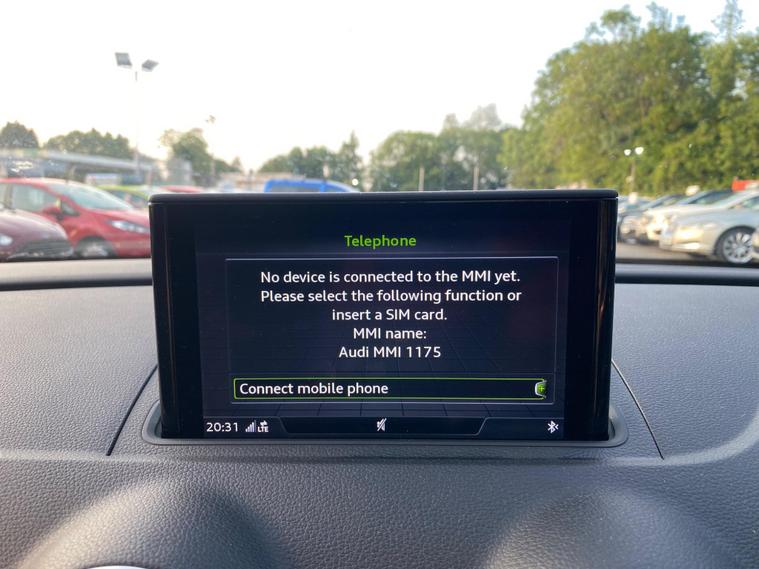 Telephone
No device is connected to the MMI yet.
Please select the following function or
insert a SIM card.
MMI name:
Audi MMI 1175
Connect mobile phone
20:31 LTE